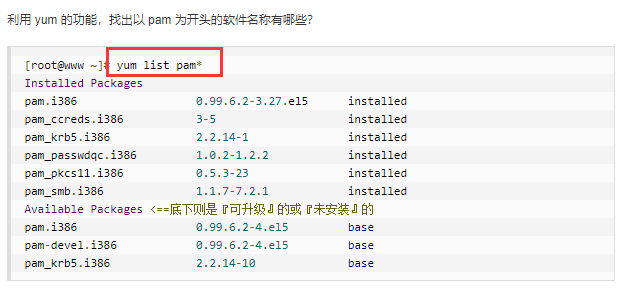 利用 yum 的功能，找出以 pam 为开头的软件名称有哪些？
[root@www ~]# yum list pam*
Installed Packages
pam.i386 0.99.6.2-3.27.el5 installed
pam_ccreds.i386 3-5 installed
pam_krb5.i386 2.2.14-1 installed
pam_passwdqc.i386 1.0.2-1.2.2 installed
pam_pkcs11.i386 0.5.3-23 installed
pam_smb.i386 1.1.7-7.2.1 installed
Available Packages <==底下则是『可升级』的或『未安装』的
pam.i386 0.99.6.2-4.el5 base
pam-devel.i386 0.99.6.2-4.el5 base
pam_krb5.i386 2.2.14-10 base